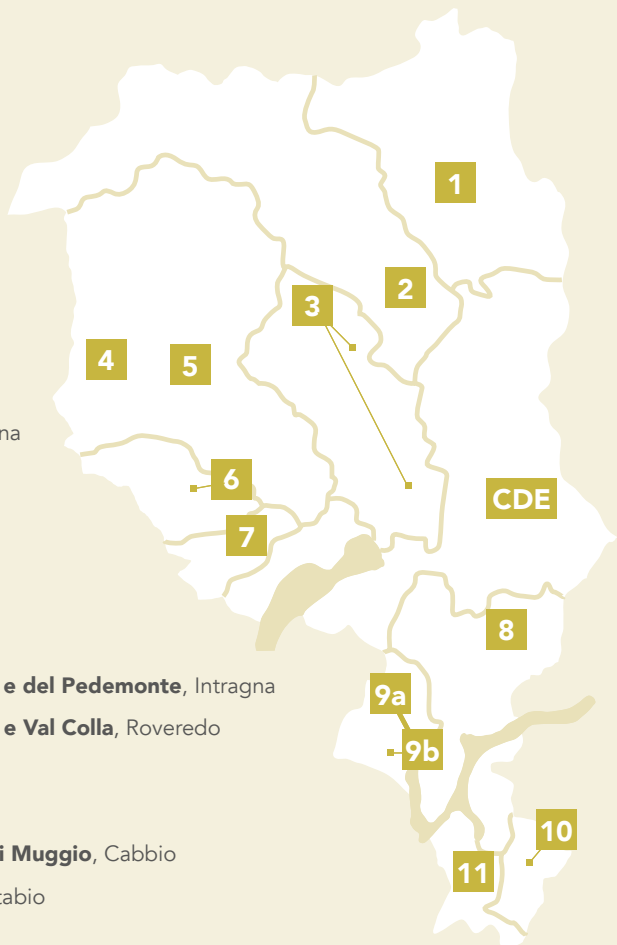 1
2
3
4
5
na
6
CDE
7
8
e del Pedemonte, Intragna
9a
e Val Colla, Roveredo
9b
10
i Muggio, Cabbio
11
tabio